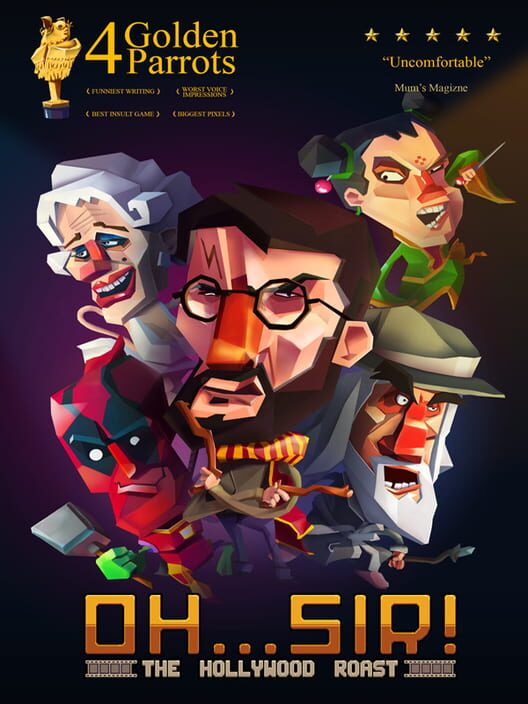 4 Golden
Parrots
( FUNNIEST WRITING )
( WORST VOICE
IMPRESSIONS )
( BEST INSULT GAME )
( BIGGEST PIXELS )
“Uncomfortable”
Mum’s Magizne
OH...SIR!
THE HOLLYWOOD ROAST